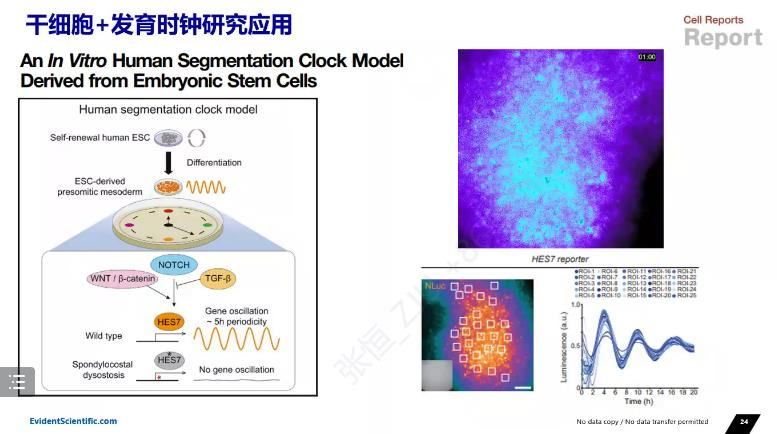 干细胞+发育时钟研究应用
Cell Reports
Report
An In Vitro Human Segmentation Clock Model
Derived from Embryonic Stem Cells
Human segmentation clock model
Self-renewal human ESC
Differentiation
ESC-derived
presomitic mesoderm
NOTCH
WNT / β-catenin
TGF-β
Gene oscillation
~ 5h periodicity
HES7
Wild type
Spondylocostal
dysostosis
HES7
No gene oscillation
01:00
HES7 reporter
NLuc
ROI-1 ROI-6 ROI-11 ROI-16 ROI-21
ROI-2 ROI-7 ROI-12 ROI-17 ROI-22
ROI-3 ROI-8 ROI-13 ROI-18 ROI-23
ROI-4 ROI-9 ROI-14 ROI-19 ROI-24
ROI-5 ROI-10 ROI-15 ROI-20 ROI-25
Luminescence (a.u.)
1.0
0.5
0
0 2 4 6 8 10 12 14 16 18 20
Time (h)
EvidentScientific.com
No data copy / No data transfer permitted
24